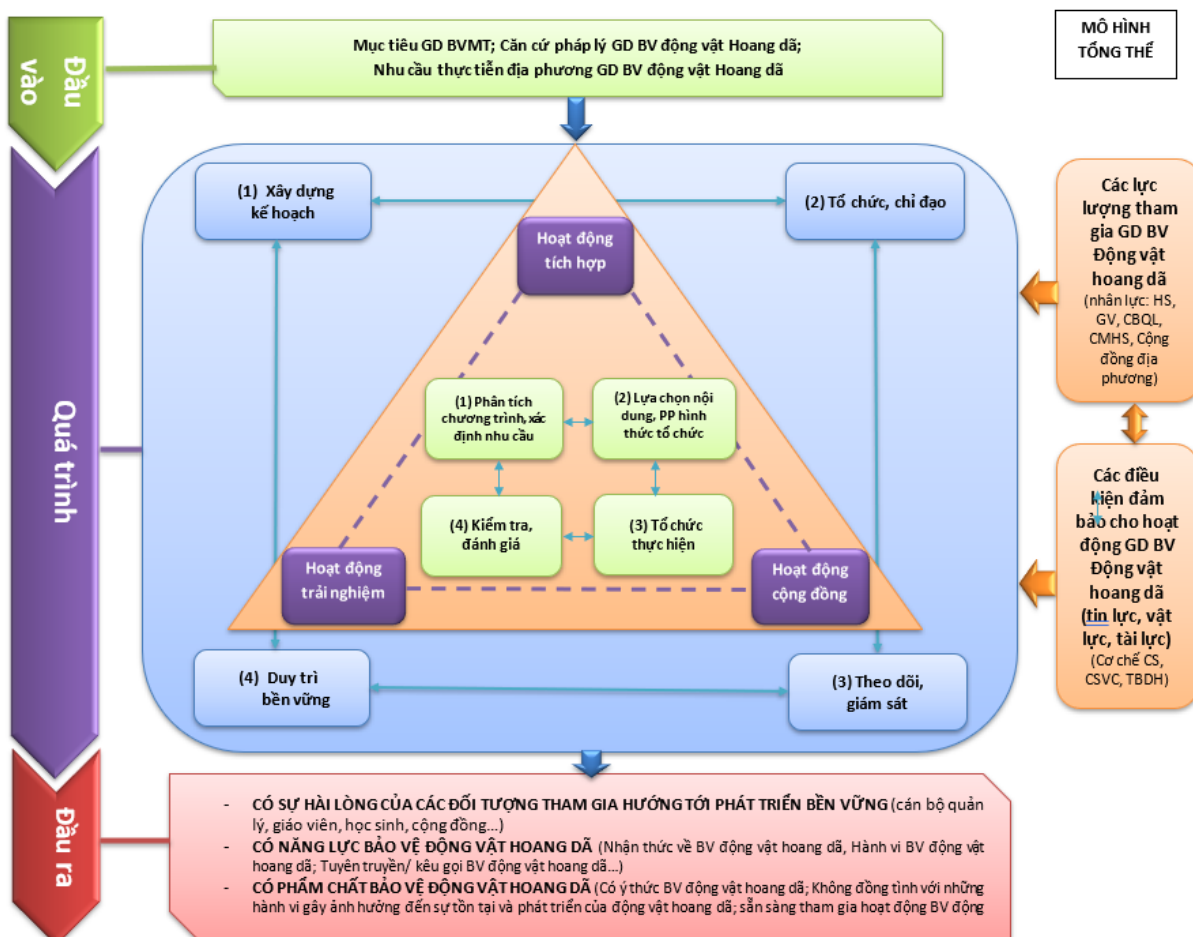 Đầu vào
Mục tiêu GD BVMT; Căn cứ pháp lý GD BV động vật Hoang dã;
Nhu cầu thực tiễn địa phương GD BV động vật Hoang dã
MÔ HÌNH
TỔNG THỂ
Quá trình
(1) Xây dựng
kế hoạch
(2) Tổ chức, chỉ đạo
Hoạt động
tích hợp
(1) Phân tích
chương trình, xác
định nhu cầu
(2) Lựa chọn nội
dung, PP hình
thức tổ chức
(4) Kiểm tra,
đánh giá
(3) Tổ chức
thực hiện
Hoạt động
trải nghiệm
Hoạt động
cộng đồng
(4) Duy trì
bền vững
(3) Theo dõi,
giám sát
Các lực
lượng tham
gia GD BV
Động vật
hoang dã
(nhân lực: HS,
GV, CBQL,
CMHS, Cộng
đồng địa
phương)
Các điều
kiện đảm
bảo cho hoạt
động GD BV
Động vật
hoang dã
(tin lực, vật
lực, tài lực)
(Cơ chế CS,
CSVC, TBDH)
Đầu ra
- CÓ SỰ HÀI LÒNG CỦA CÁC ĐỐI TƯỢNG THAM GIA HƯỚNG TỚI PHÁT TRIỂN BỀN VỮNG (cán bộ quản
lý, giáo viên, học sinh, cộng đồng...)
- CÓ NĂNG LỰC BẢO VỆ ĐỘNG VẬT HOANG DÃ (Nhận thức về BV động vật hoang dã, Hành vi BV động vật
hoang dã; Tuyên truyền/ kêu gọi BV động vật hoang dã...)
- CÓ PHẨM CHẤT BẢO VỆ ĐỘNG VẬT HOANG DÃ (Có ý thức BV động vật hoang dã; Không đồng tình với những
hành vi gây ảnh hưởng đến sự tồn tại và phát triển của động vật hoang dã; sẵn sàng tham gia hoạt động BV động